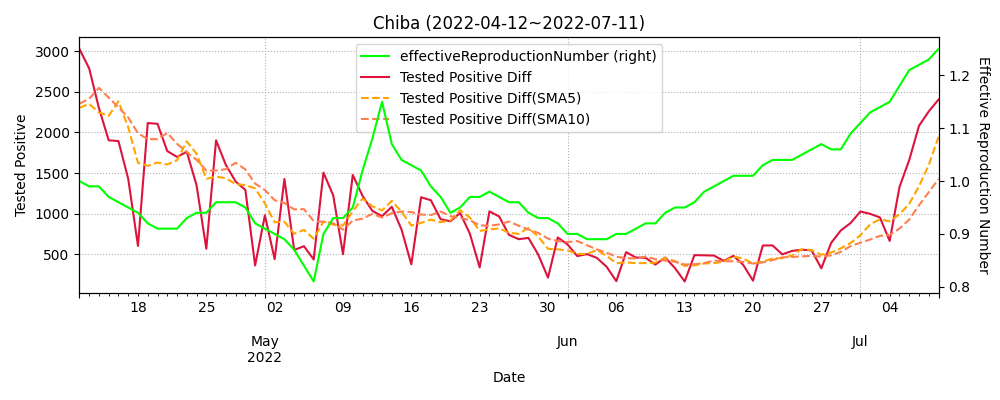 Chiba (2022-04-12~2022-07-11)
effectiveReproductionNumber (right)
Tested Positive Diff
Tested Positive Diff(SMA5)
Tested Positive Diff(SMA10)
Tested Positive
3000
2500
2000
1500
1000
500
1.2
1.1
1.0
0.9
0.8
Effective Reproduction Number
18 25 02 09 16 23 30 06 13 20 27 04
May Jun Jul
2022
Date